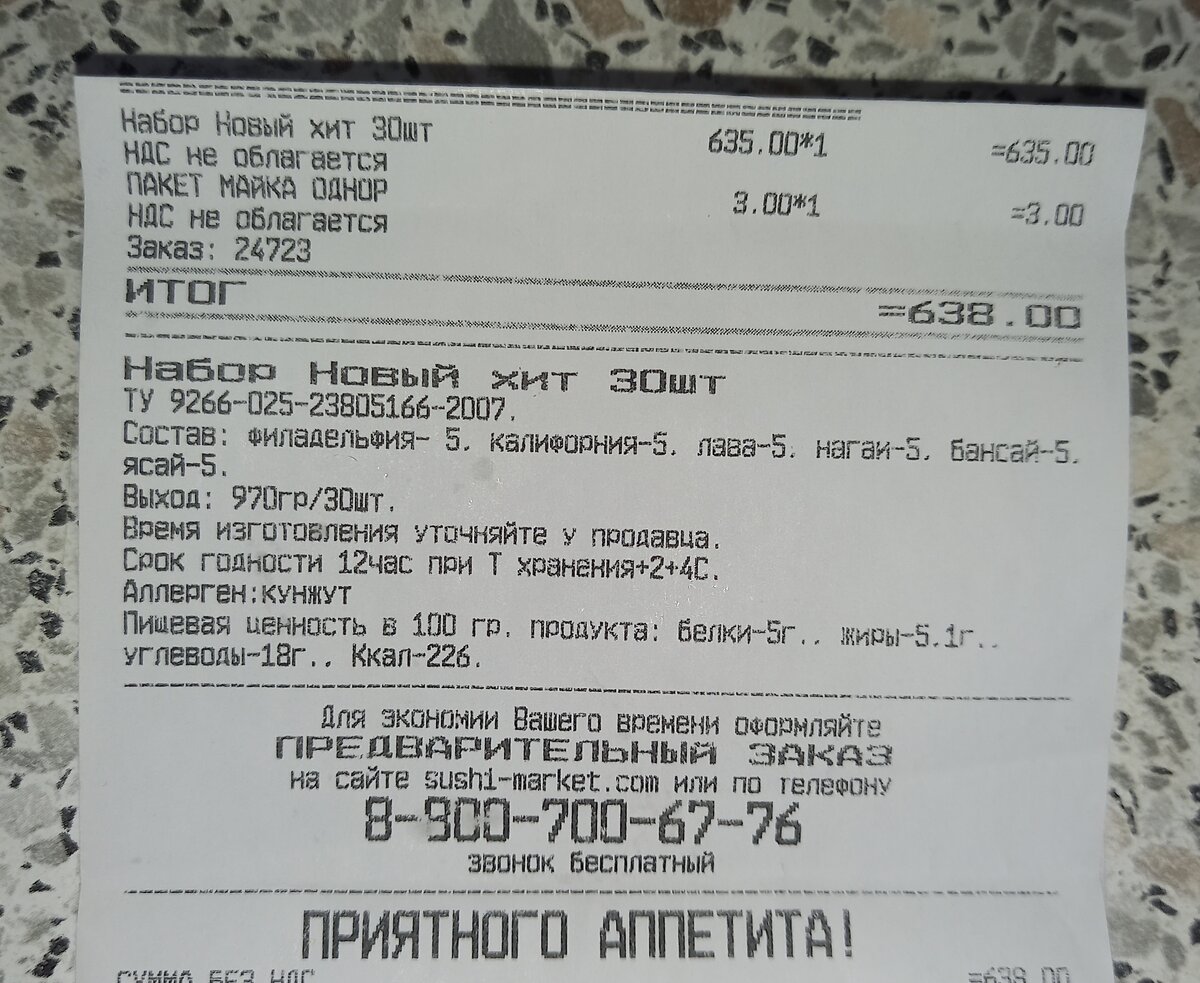 Набор Новый хит 30шт 635.00*1 =635.00
НДС не облагается
ПАКЕТ МАЙКА ОДНОР 3.00*1 =3.00
НДС не облагается
Заказ: 24723
ИТОГ =638.00
Набор Новый хит 30шт
ТУ 9266-025-23805166-2007.
Состав: филадельфия- 5. калифорния-5. лава-5. нагаи-5. бансай-5.
ясай-5.
Выход: 970гр/30шт.
Время изготовления уточняйте у продавца.
Срок годности 12час при Т хранения+2+4С.
Аллерген:кунжут
Пищевая ценность в 100 гр. продукта: белки-5г.. жиры-5.1г..
углеводы-18г.. Ккал-226.
Для экономии Вашего времени оформляйте
ПРЕДВАРИТЕЛЬНЫЙ ЗАКАЗ
на сайте sushi-market.com или по телефону
8-900-700-67-76
звонок бесплатный
ПРИЯТНОГО АППЕТИТА!
СУММА БЕЗ НДС =638.00